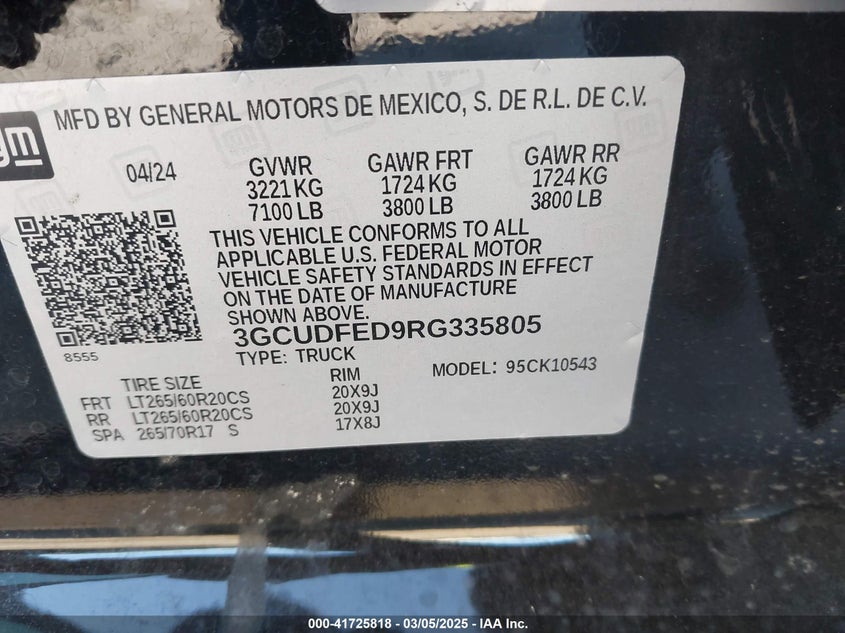 MFD BY GENERAL MOTORS DE MEXICO, S. DE R.L. DE C.V.
gm
04/24 GVWR GAWR FRT GAWR RR
3221 KG 1724 KG 1724 KG
7100 LB 3800 LB 3800 LB
THIS VEHICLE CONFORMS TO ALL
APPLICABLE U.S. FEDERAL MOTOR
VEHICLE SAFETY STANDARDS IN EFFECT
ON THE DATE OF MANUFACTURE
SHOWN ABOVE.
3GCUDFED9RG335805
8555
TYPE: TRUCK MODEL: 95CK10543
TIRE SIZE RIM
FRT LT265/60R20CS 20X9J
RR LT265/60R20CS 20X9J
SPA 265/70R17 S 17X8J
000-41725818 - 03/05/2025 - IAA Inc.